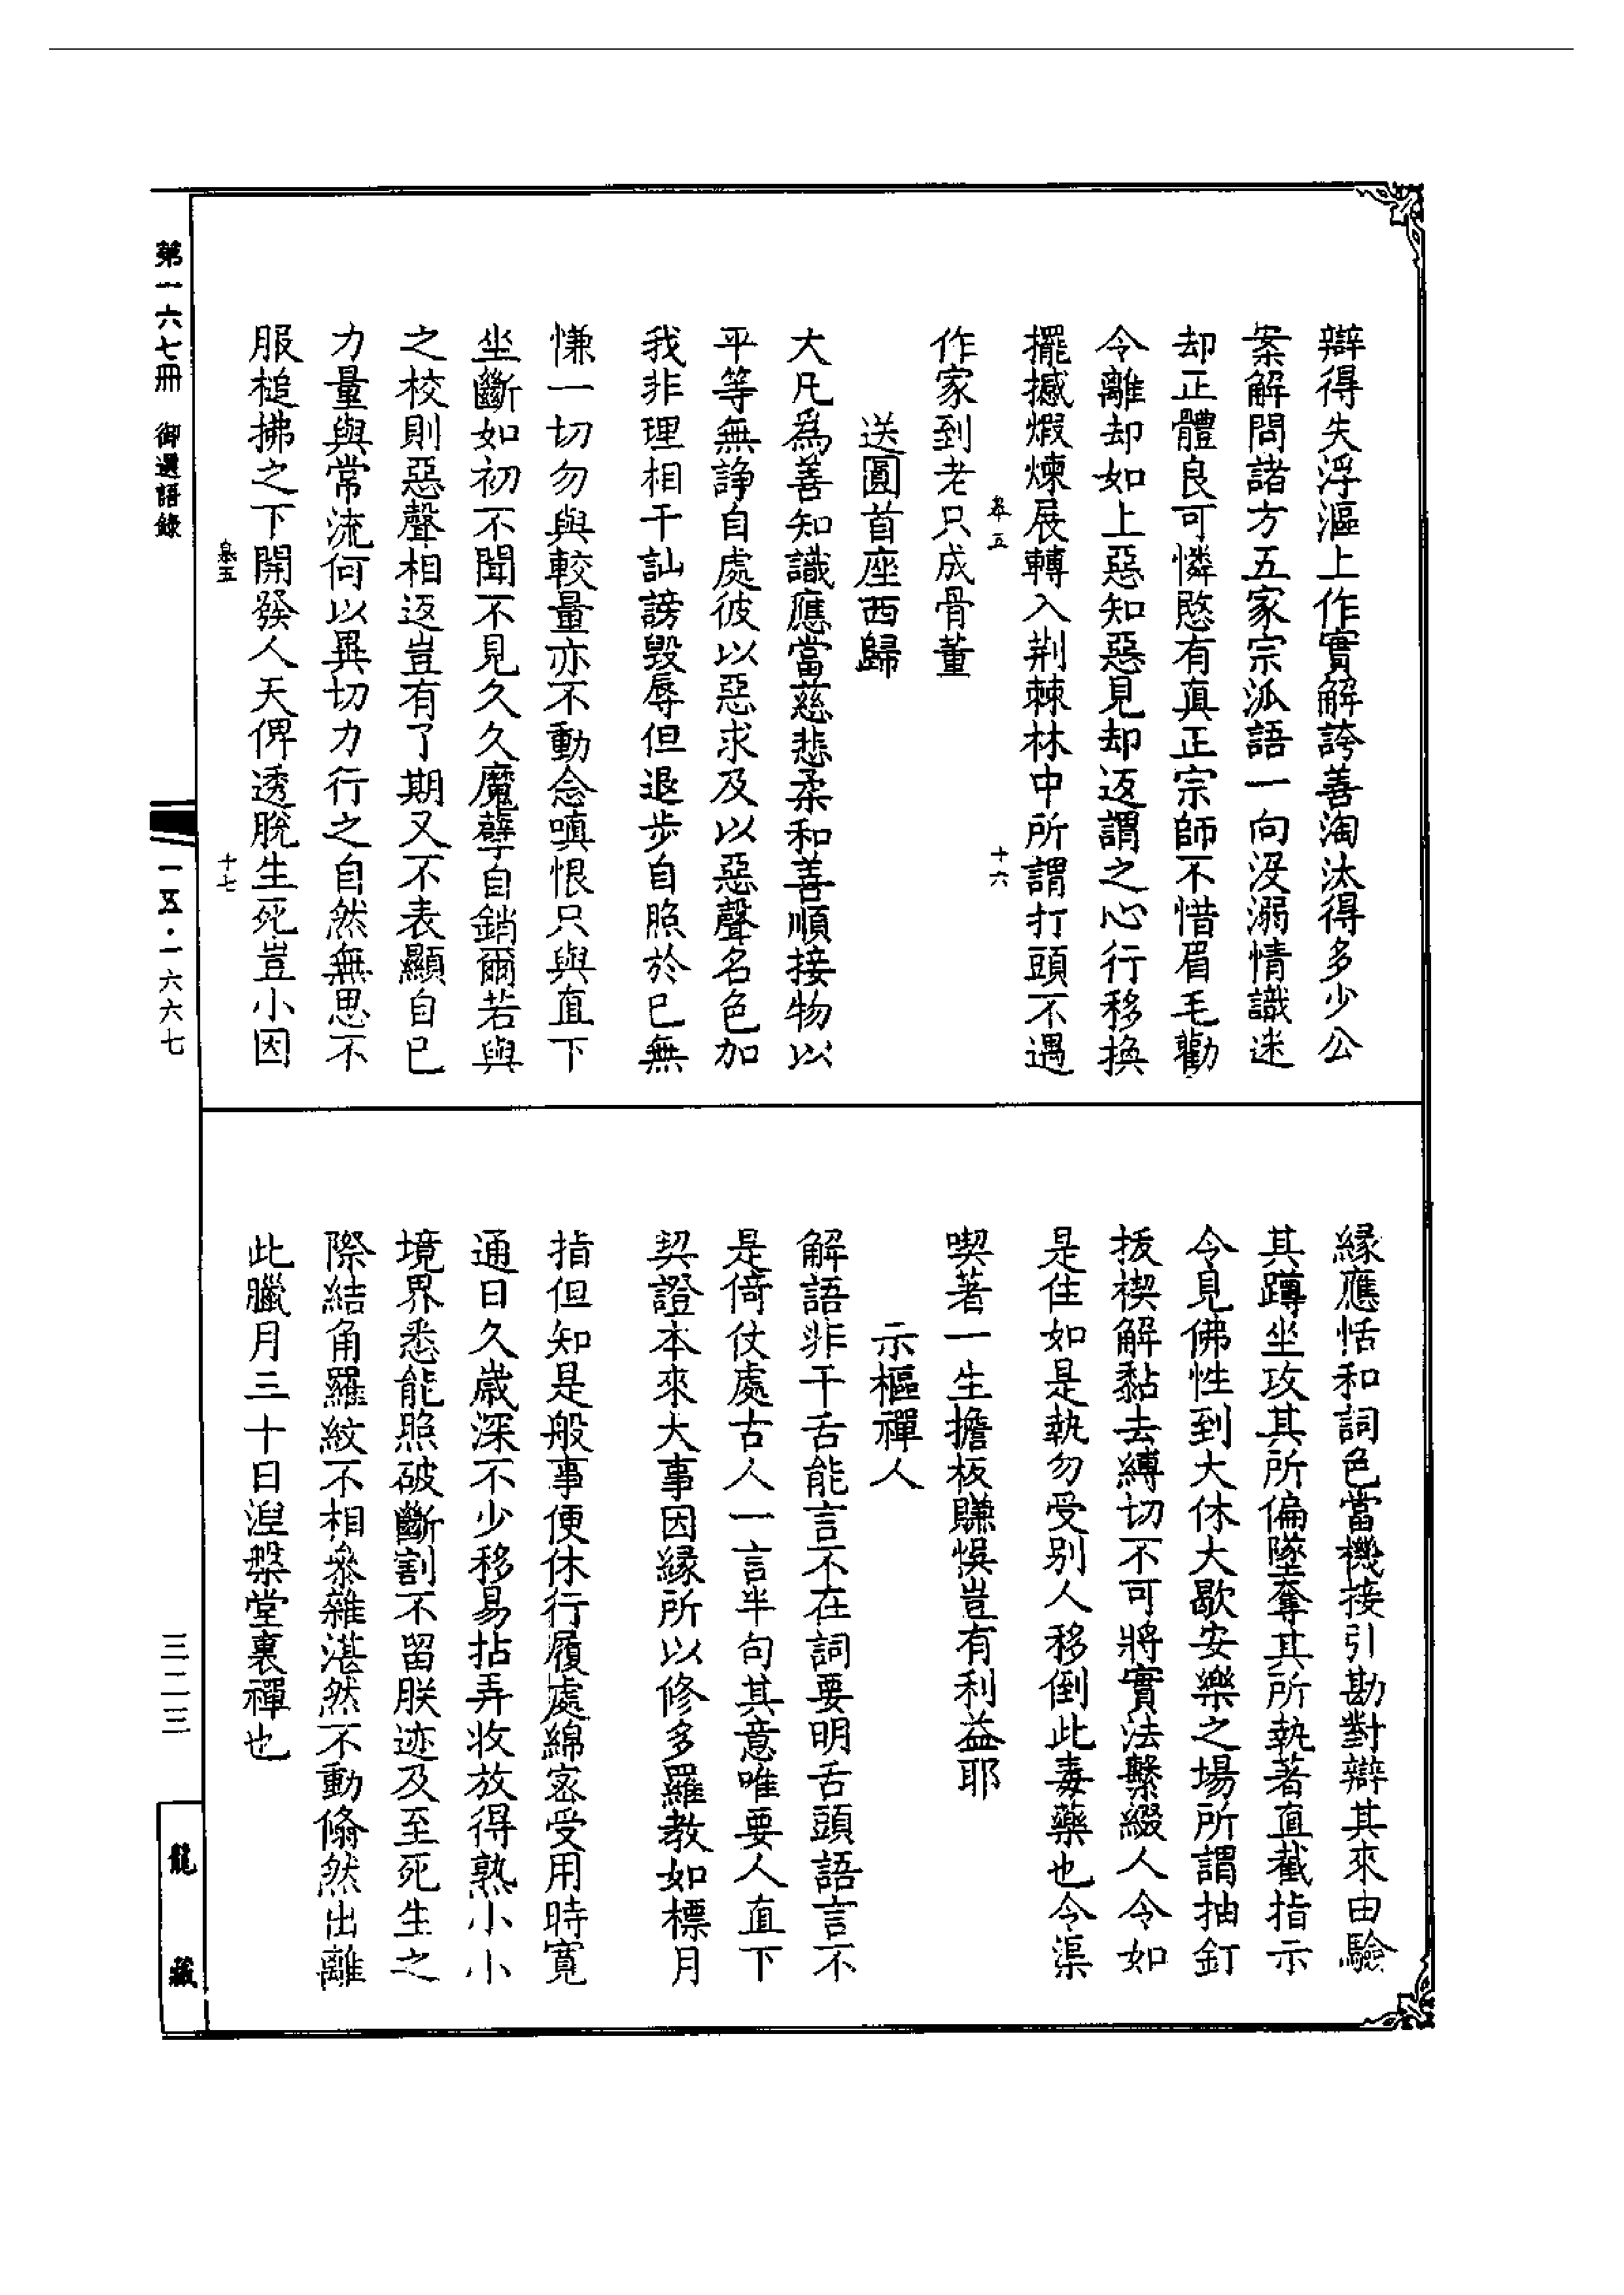 辯得失浮漚上作實解誇善淘汰得多少公
案解問諸方五家宗派語一向沒溺情識迷
却正體良可憐愍有真正宗師不惜眉毛勸
令離却如上惡知惡見却返謂之心行移換
擺撼煆煉展轉入荆棘林中所謂打頭不遇
十六
作家到老只成骨董
送圓首座西歸
大凡爲善知識應當慈悲柔和善順接物以
平等無諍自處彼以惡求及以惡聲名色加
我非理相干訕謗毀辱但退步自照於已無
慊一切勿與較量亦不動念嗔恨只與直下
坐斷如初不聞不見久久魔孽自銷爾若與
之校則惡聲相返豈有了期又不表顯自已
力量與常流何以異切力行之自然無思不
服槌拂之下開發人天俾透脫生死豈小因
十七
緣應恬和詞色當機接引勘對辯其來由驗
其蹲坐攻其所偏墜奪其所執著直截指示
令見佛性到大休大歇安樂之場所謂抽釘
拔楔解黏去縛切不可將實法繫綴人令如
是住如是執勿受别人移倒此毒藥也令渠
喫著一生擔板賺悞豈有利益耶
示樞禪人
解語非干舌能言不在詞要明舌頭語言不
是倚仗處古人一言半句其意唯要人直下
契證本來大事因緣所以修多羅教如標月
指但知是般事便休行履處綿宻受用時寬
通日久歲深不少移易拈弄收放得熟小小
境界悉能照破斷割不留朕迹及至死生之
際結角羅紋不相叅雜湛然不動翛然出離
此臘月三十日涅槃堂裏禪也
第一六七冊 御選語錄
一五·一六六七
三二三
龍藏